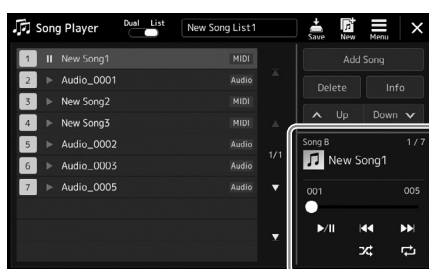 Song Player
Dual List
New Song List1
Save
New
Menu
1 New Song1 MIDI
2 Audio_0001 Audio
3 New Song2 MIDI
4 New Song3 MIDI
5 Audio_0002 Audio
6 Audio_0003 Audio
7 Audio_0005 Audio
1/1
Add Song
Delete Info
Up Down
Song B 1/7
New Song1
001 005